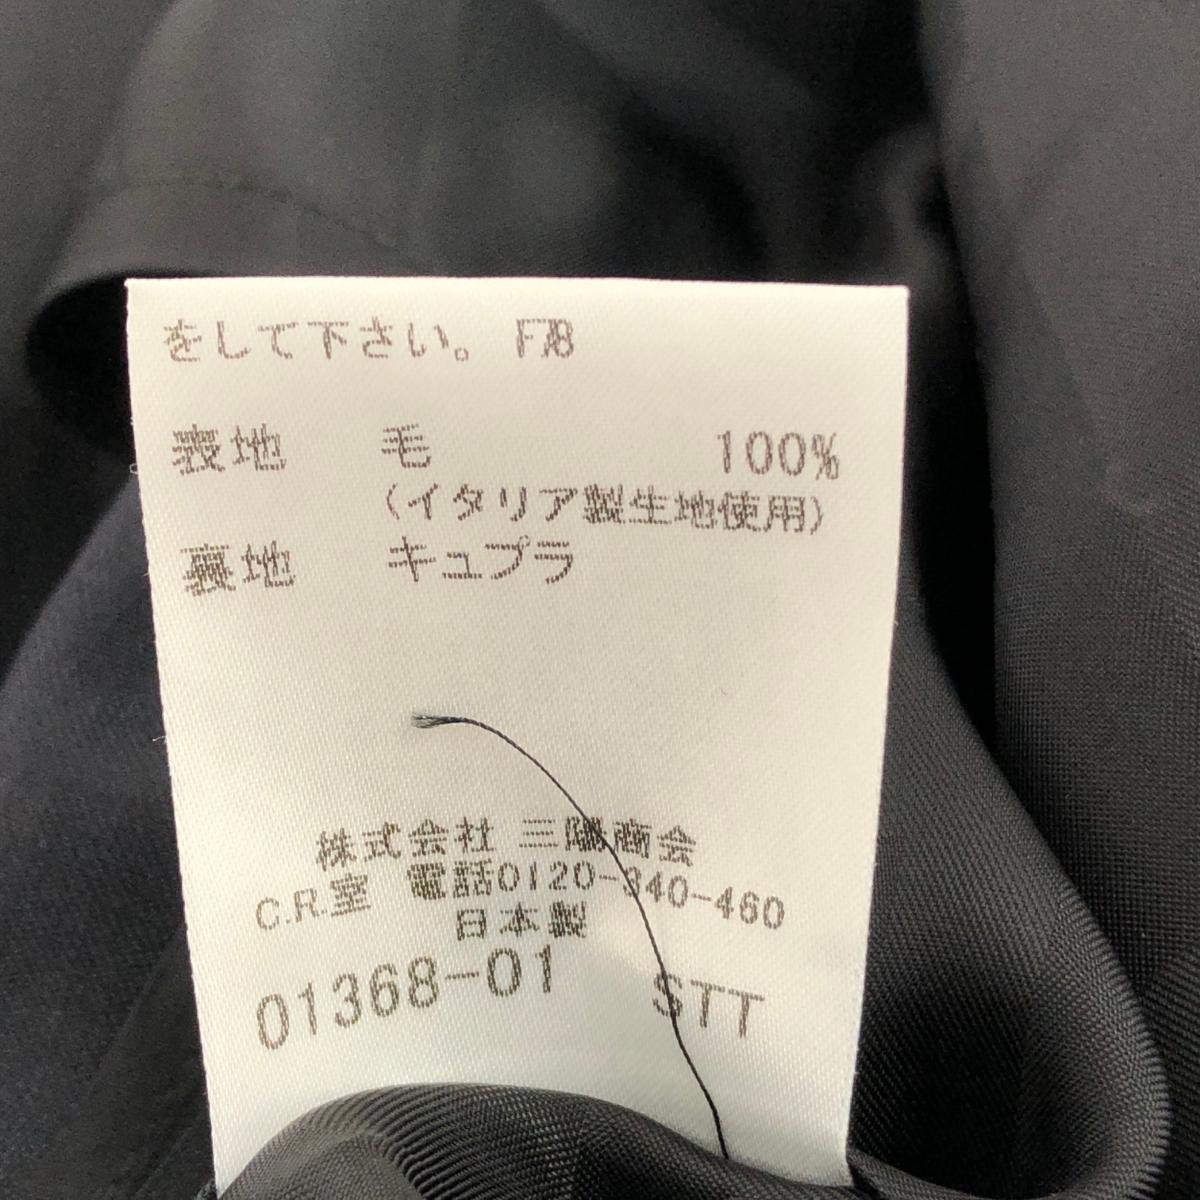 をして下さい。 F/8
表地 毛 100%
(イタリア製生地使用)
裏地 キュプラ
株式会社 三陽商会
C.R.室 電話0120-340-460
日本製
01368-01 STT